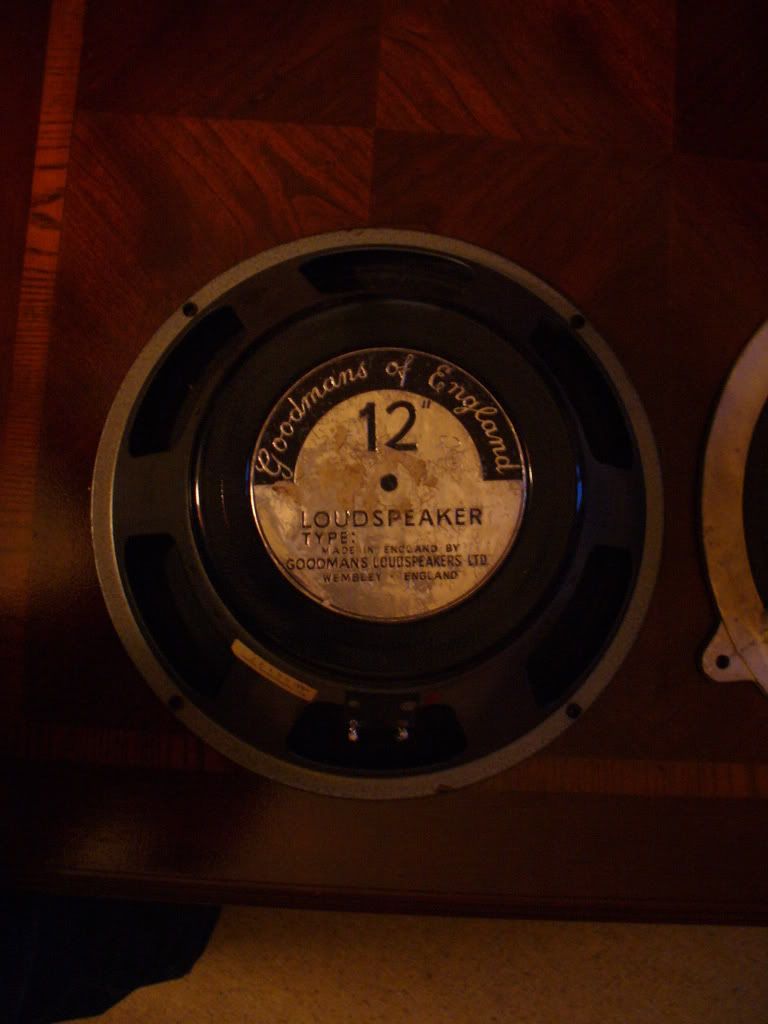 Goodmans of England
12"
LOUDSPEAKER
TYPE:
MADE IN ENGLAND BY
GOODMANS LOUDSPEAKERS LTD
WEMBLEY · ENGLAND